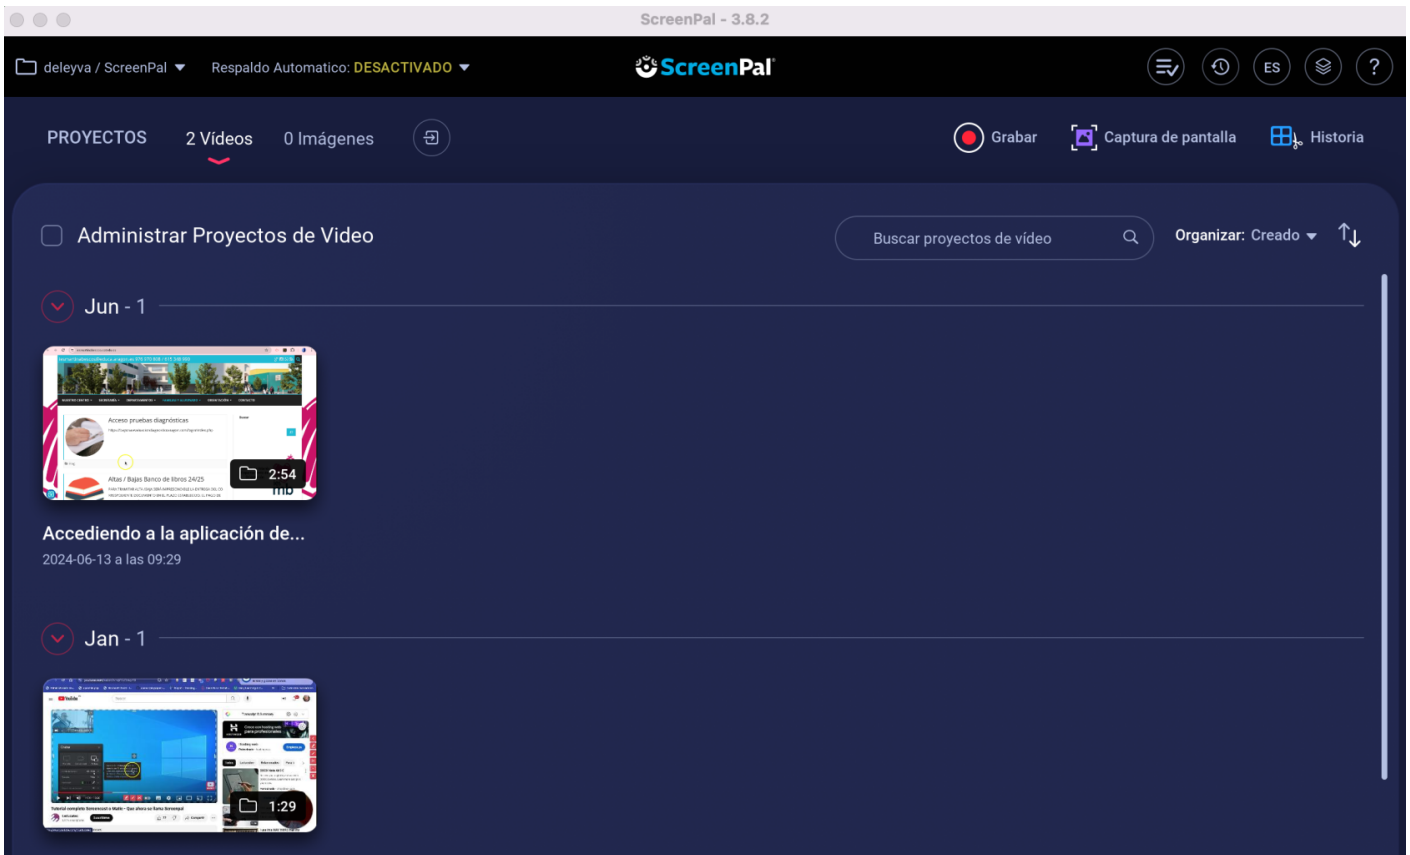 ScreenPal - 3.8.2
deleyva / ScreenPal
Respaldo Automatico: DESACTIVADO
ScreenPal
ES
?
PROYECTOS
2 Vídeos
0 Imágenes
Grabar
Captura de pantalla
Historia
Administrar Proyectos de Video
Buscar proyectos de vídeo
Organizar: Creado
Jun - 1
Acceso pruebas diagnósticas
Altas / Bajas Banco de libros 24/25
2:54
Accediendo a la aplicación de...
2024-06-13 a las 09:29
Jan - 1
1:29